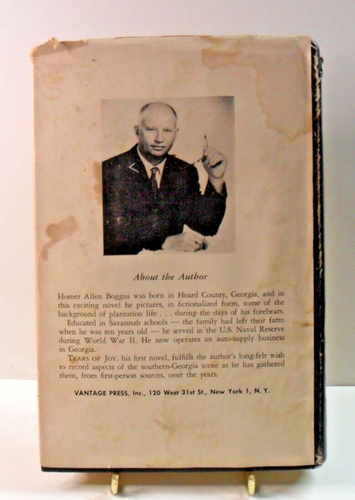 About the Author
Homer Allen Boggus was born in Heard County, Georgia, and in
this exciting novel he pictures, in fictionalized form, some of the
background of plantation life . . . during the days of his forebears.
Educated in Savannah schools — the family had left their farm
when he was ten years old — he served in the U.S. Naval Reserve
during World War II. He now operates an auto-supply business
in Georgia.
TEARS OF JOY, his first novel, fulfills the author's long-felt wish
to record aspects of the southern-Georgia scene as he has gathered
them, from first-person sources, over the years.
VANTAGE PRESS, Inc., 120 West 31st St., New York 1, N. Y.